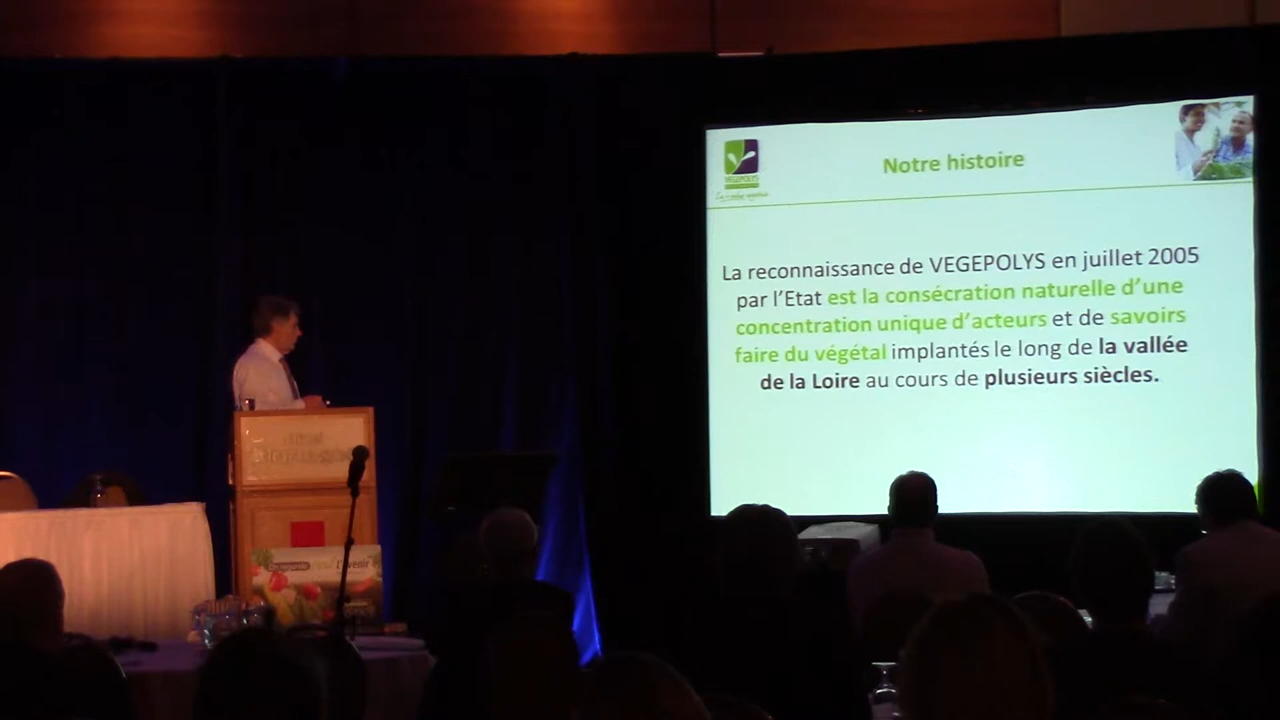 Notre histoire
VEGEPOLYS
La reconnaissance de VEGEPOLYS en juillet 2005
par l’Etat est la consécration naturelle d’une
concentration unique d’acteurs et de savoirs
faire du végétal implantés le long de la vallée
de la Loire au cours de plusieurs siècles.
l’avenir